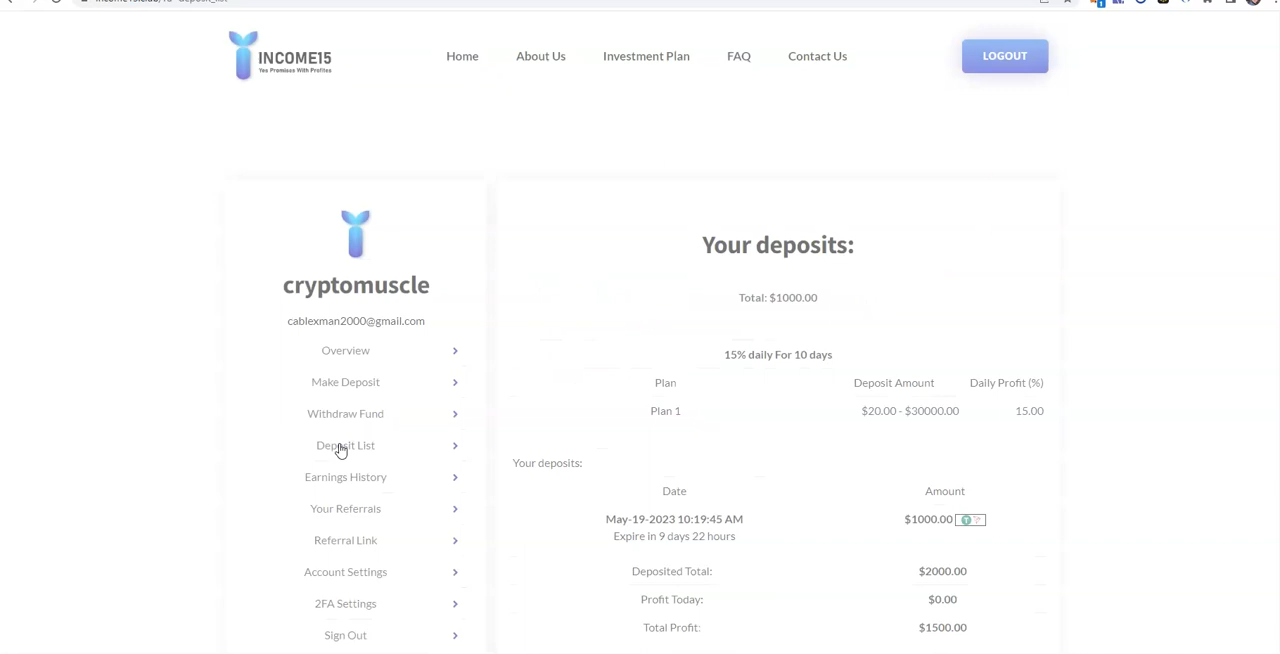 INCOME15
Yes Promises With Profites
Home
About Us
Investment Plan
FAQ
Contact Us
LOGOUT
cryptomuscle
cablexman2000@gmail.com
Overview
Make Deposit
Withdraw Fund
Deposit List
Earnings History
Your Referrals
Referral Link
Account Settings
2FA Settings
Sign Out
Your deposits:
Total: $1000.00
15% daily For 10 days
Plan Deposit Amount Daily Profit (%)
Plan 1 $20.00 - $30000.00 15.00
Your deposits:
Date Amount
May-19-2023 10:19:45 AM $1000.00
Expire in 9 days 22 hours
Deposited Total: $2000.00
Profit Today: $0.00
Total Profit: $1500.00